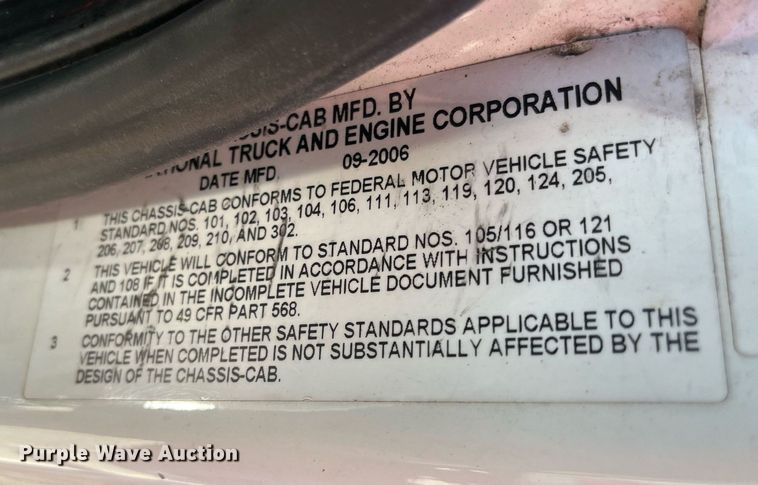 SSIS-CAB MFD. BY
ATIONAL TRUCK AND ENGINE CORPORATION
DATE MFD. 09-2006
1 THIS CHASSIS-CAB CONFORMS TO FEDERAL MOTOR VEHICLE SAFETY
STANDARD NOS. 101, 102, 103, 104, 106, 111, 113, 119, 120, 124, 205,
206, 207, 208, 209, 210, AND 302.
2 THIS VEHICLE WILL CONFORM TO STANDARD NOS. 105/116 OR 121
AND 108 IF IT IS COMPLETED IN ACCORDANCE WITH INSTRUCTIONS
CONTAINED IN THE INCOMPLETE VEHICLE DOCUMENT FURNISHED
PURSUANT TO 49 CFR PART 568.
3 CONFORMITY TO THE OTHER SAFETY STANDARDS APPLICABLE TO THIS
VEHICLE WHEN COMPLETED IS NOT SUBSTANTIALLY AFFECTED BY THE
DESIGN OF THE CHASSIS-CAB.
Purple Wave Auction